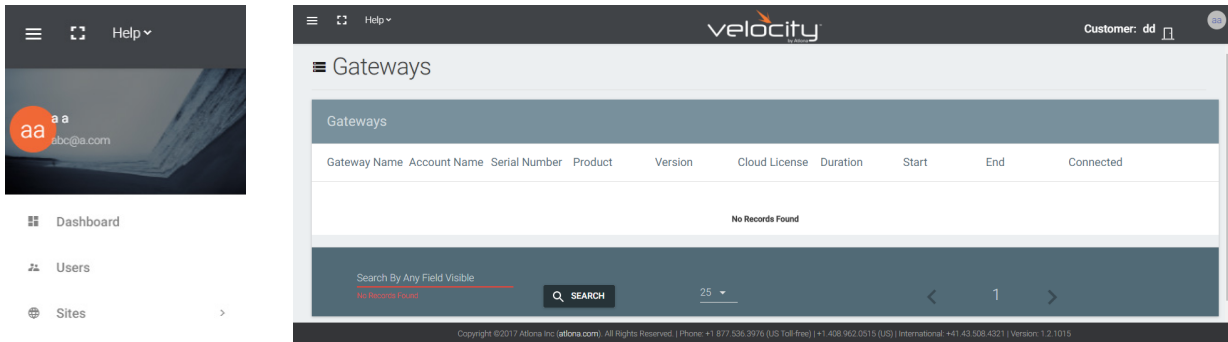 Help
aa
a a
abc@a.com
Dashboard
Users
Sites
Help
velocity
by Atlona
Customer: dd
aa
Gateways
Gateways
Gateway Name Account Name Serial Number Product Version Cloud License Duration Start End Connected
No Records Found
Search By Any Field Visible
No Records Found
SEARCH
25
1
Copyright ©2017 Atlona Inc (atlona.com). All Rights Reserved. | Phone: +1 877.536.3976 (US Toll-free) | +1.408.962.0515 (US) | International: +41.43.508.4321 | Version: 1.2.1015